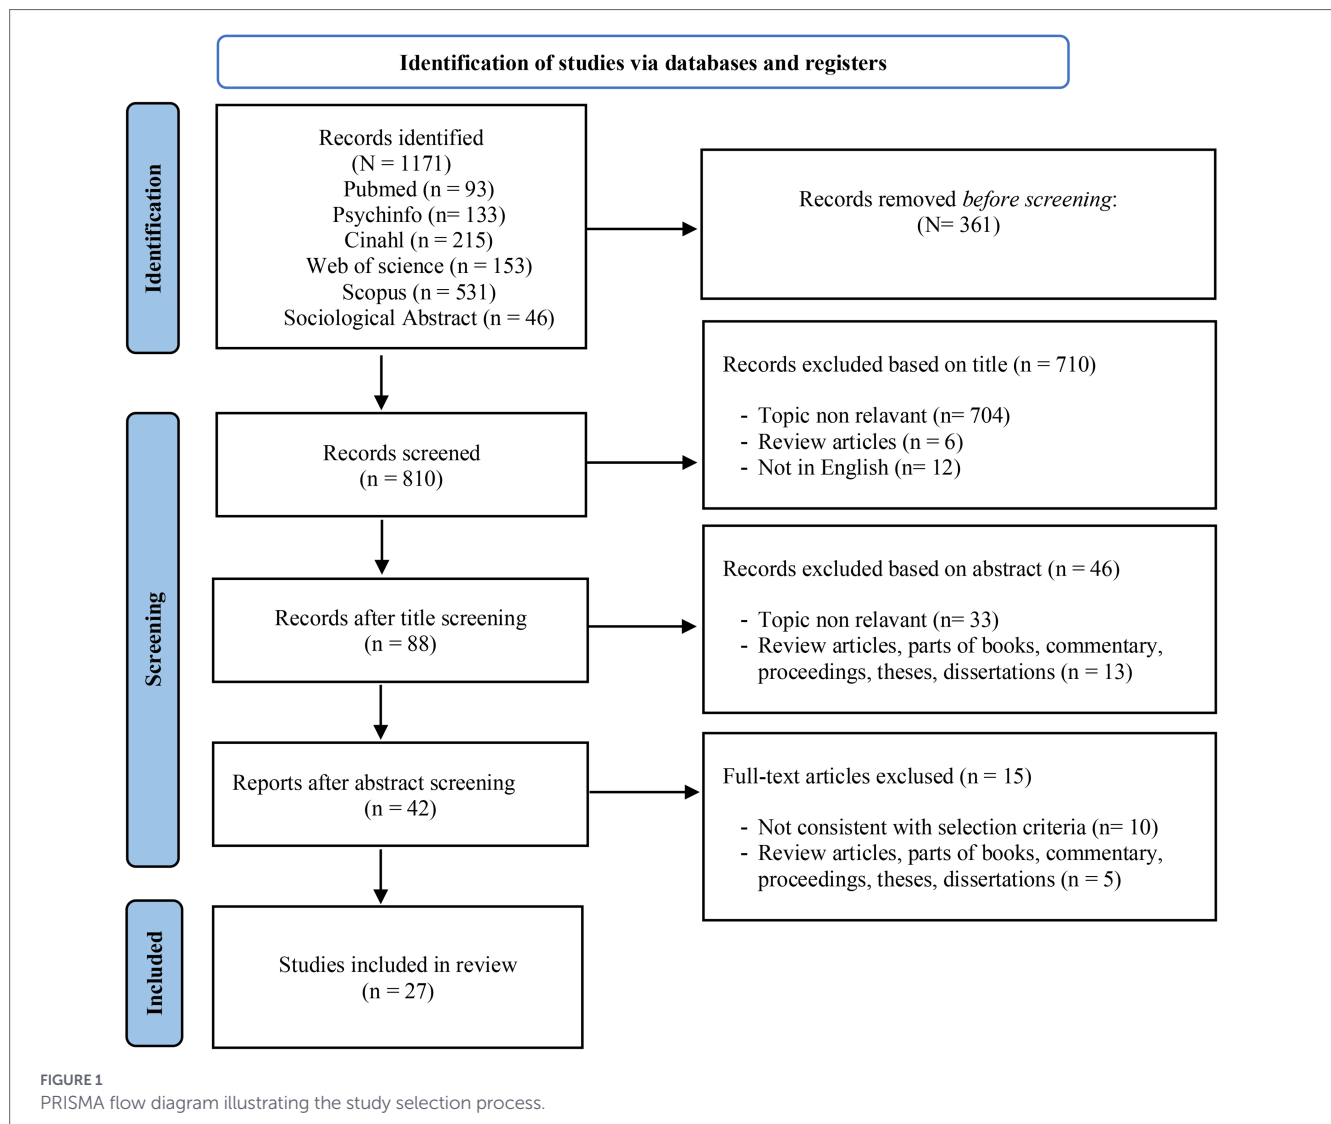 Identification of studies via databases and registers
Identification
Records identified
(N = 1171)
Pubmed (n = 93)
Psychinfo (n= 133)
Cinahl (n = 215)
Web of science (n = 153)
Scopus (n = 531)
Sociological Abstract (n = 46)
Records removed before screening:
(N= 361)
Screening
Records screened
(n = 810)
Records excluded based on title (n = 710)
- Topic non relavant (n= 704)
- Review articles (n = 6)
- Not in English (n= 12)
Records after title screening
(n = 88)
Records excluded based on abstract (n = 46)
- Topic non relavant (n= 33)
- Review articles, parts of books, commentary,
proceedings, theses, dissertations (n = 13)
Reports after abstract screening
(n = 42)
Full-text articles exclused (n = 15)
- Not consistent with selection criteria (n= 10)
- Review articles, parts of books, commentary,
proceedings, theses, dissertations (n = 5)
Included
Studies included in review
(n = 27)
FIGURE 1
PRISMA flow diagram illustrating the study selection process.